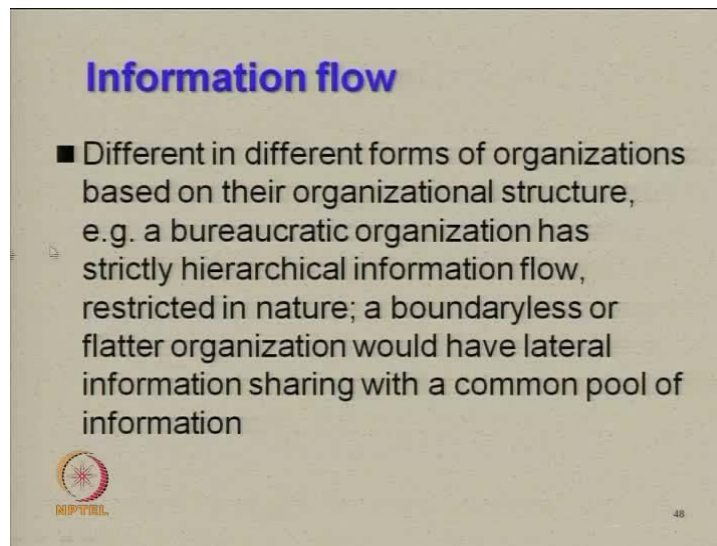 Information flow
■ Different in different forms of organizations
based on their organizational structure,
e.g. a bureaucratic organization has
strictly hierarchical information flow,
restricted in nature; a boundaryless or
flatter organization would have lateral
information sharing with a common pool of
information
NPTEL
48